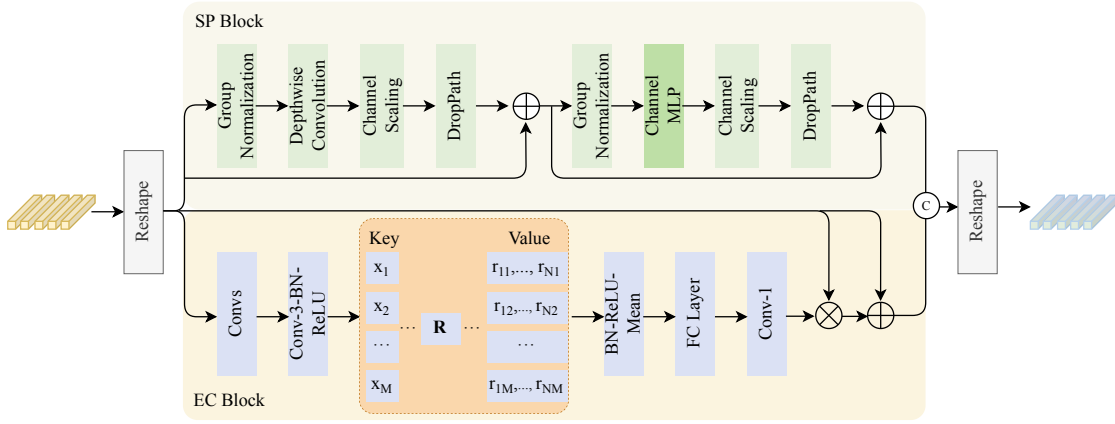 SP Block
Group
Normalization
Depthwise
Convolution
Channel
Scaling
DropPath
Group
Normalization
Channel
MLP
Channel
Scaling
DropPath
Reshape
C
Reshape
Convs
Conv-3-BN-
ReLU
Key
Value
x1
r11,..., rN1
x2
r12,..., rN2
... R ...
... ...
xM
r1M,..., rNM
BN-ReLU-
Mean
FC Layer
Conv-1
EC Block